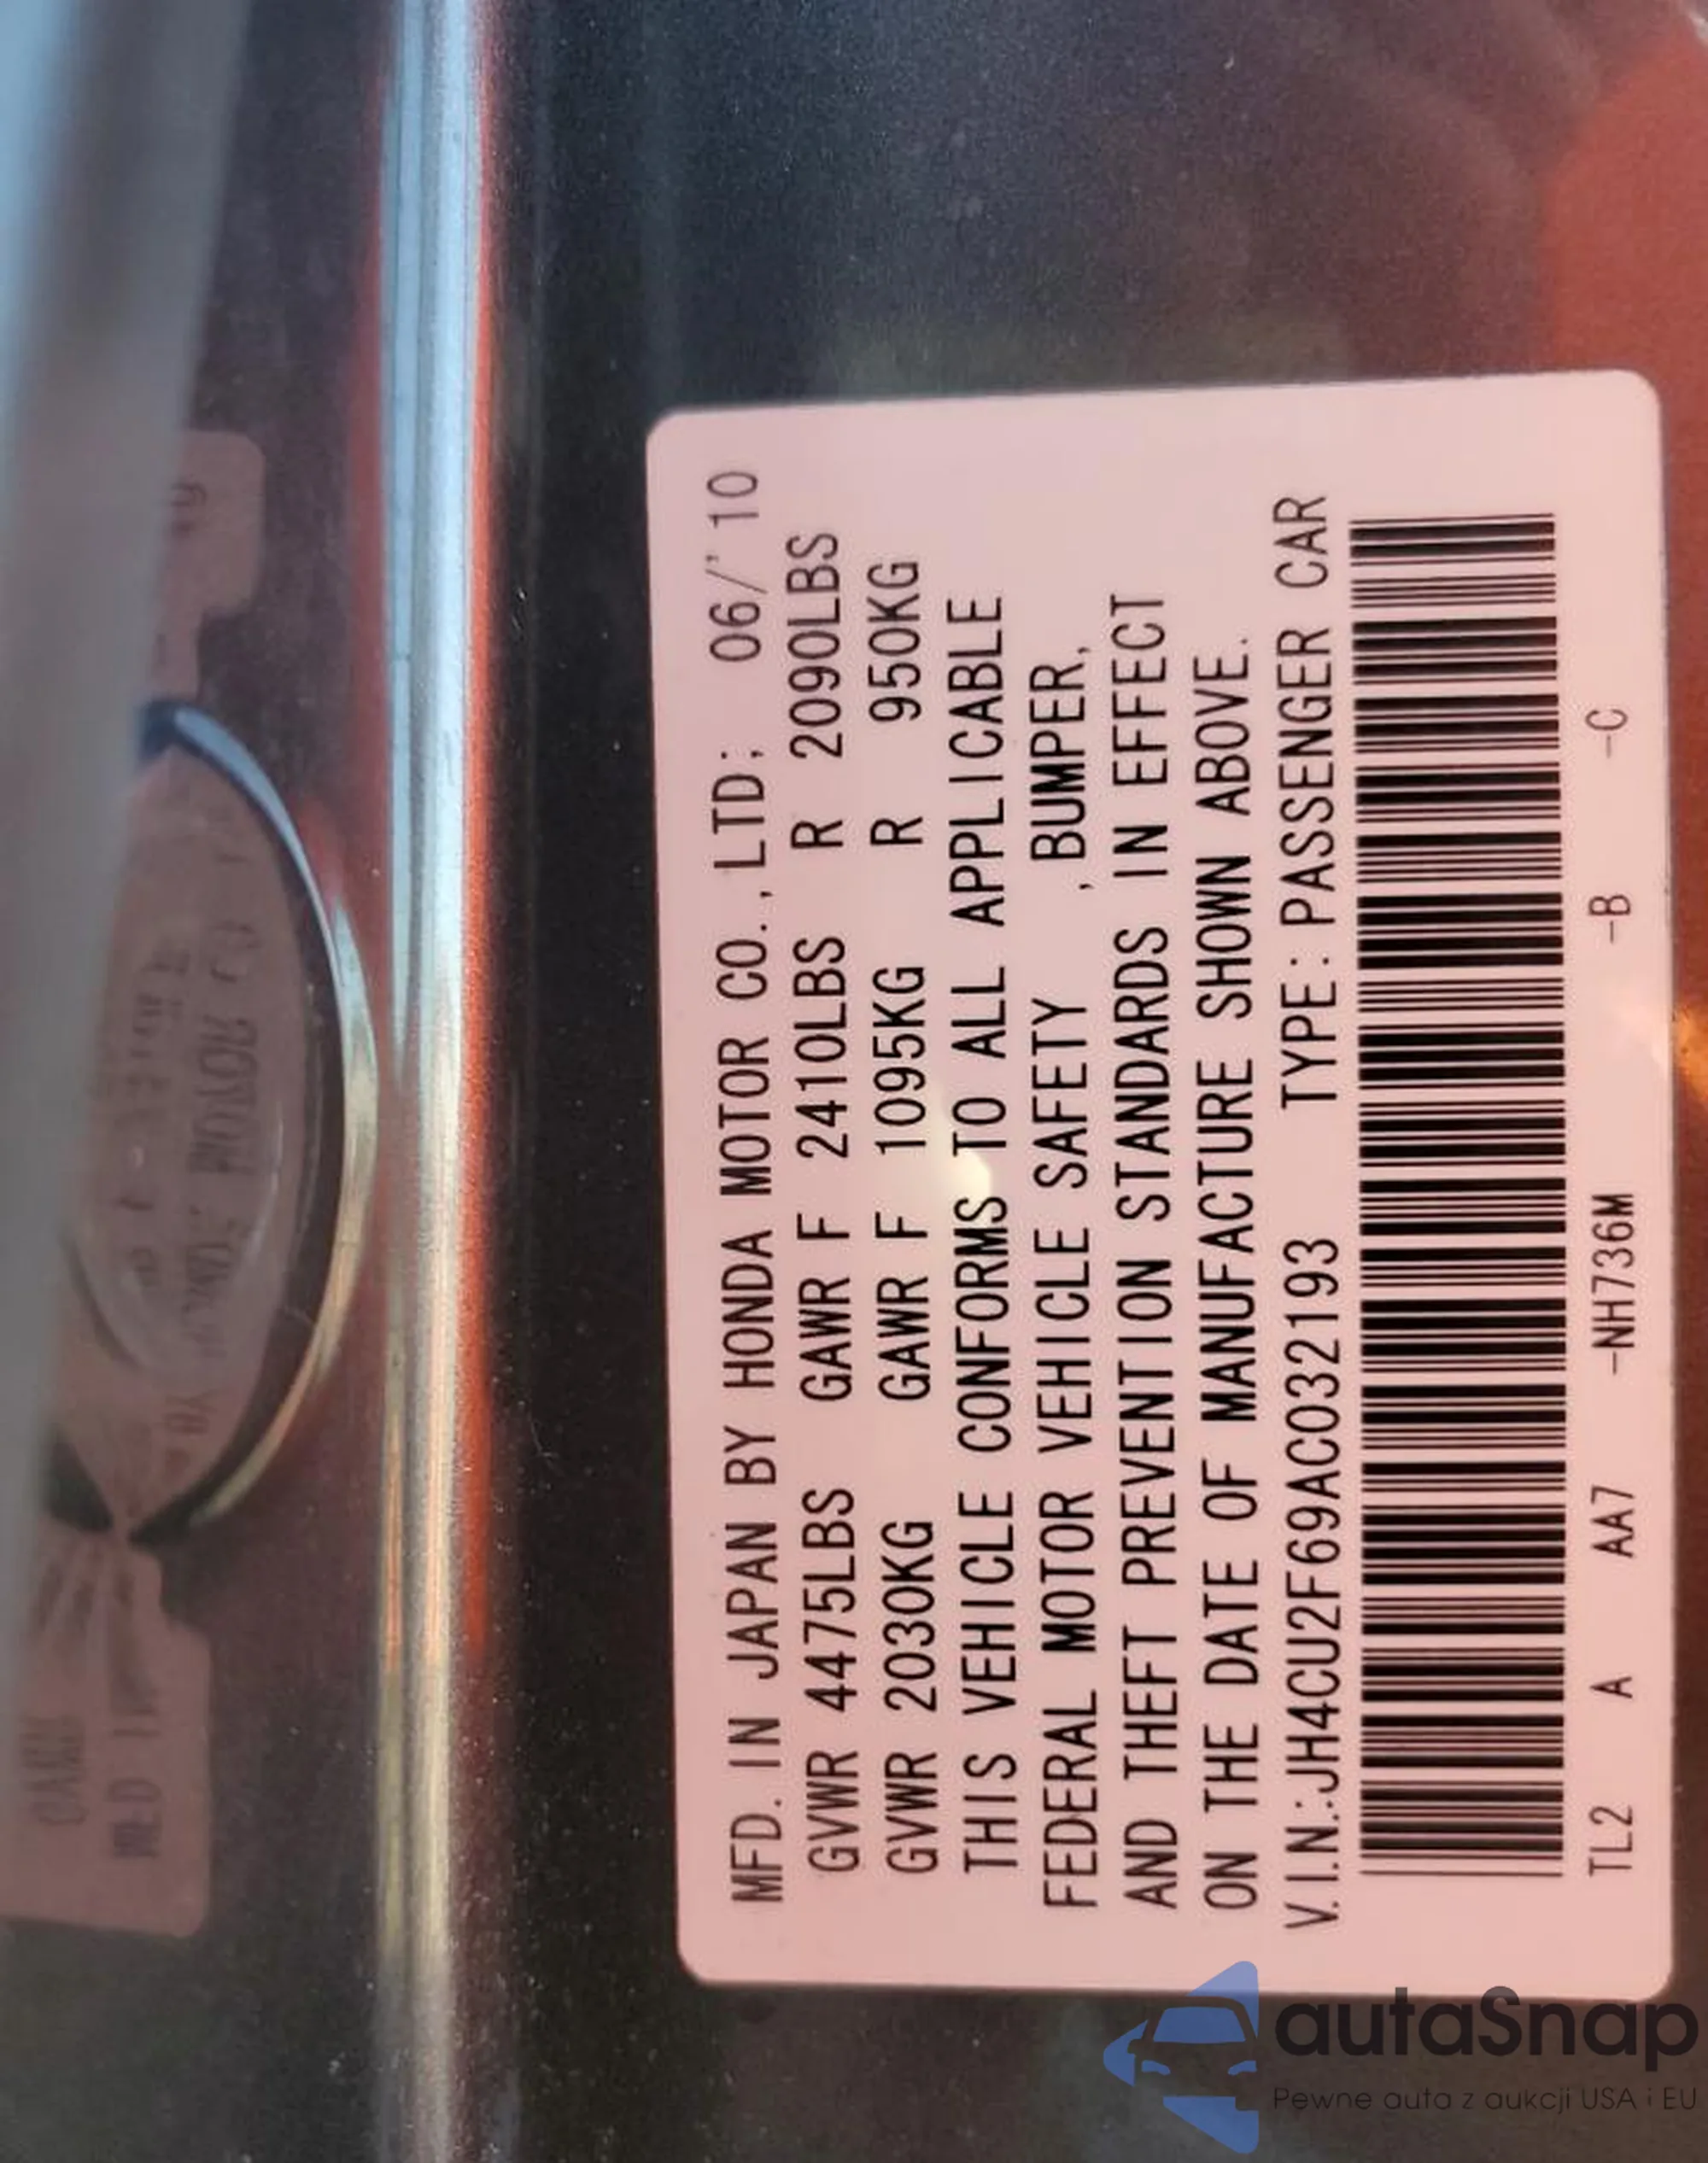 MFD. IN JAPAN BY HONDA MOTOR CO., LTD; 06/'10
GVWR 4475LBS GAWR F 2410LBS R 2090LBS
GVWR 2030KG GAWR F 1095KG R 950KG
THIS VEHICLE CONFORMS TO ALL APPLICABLE
FEDERAL MOTOR VEHICLE SAFETY ,BUMPER,
AND THEFT PREVENTION STANDARDS IN EFFECT
ON THE DATE OF MANUFACTURE SHOWN ABOVE.
V.I.N.:JH4CU2F69AC032193 TYPE:PASSENGER CAR
TL2 A AA7 -NH736M -B -C
autaSnap
Pewne auta z aukcji USA i EU